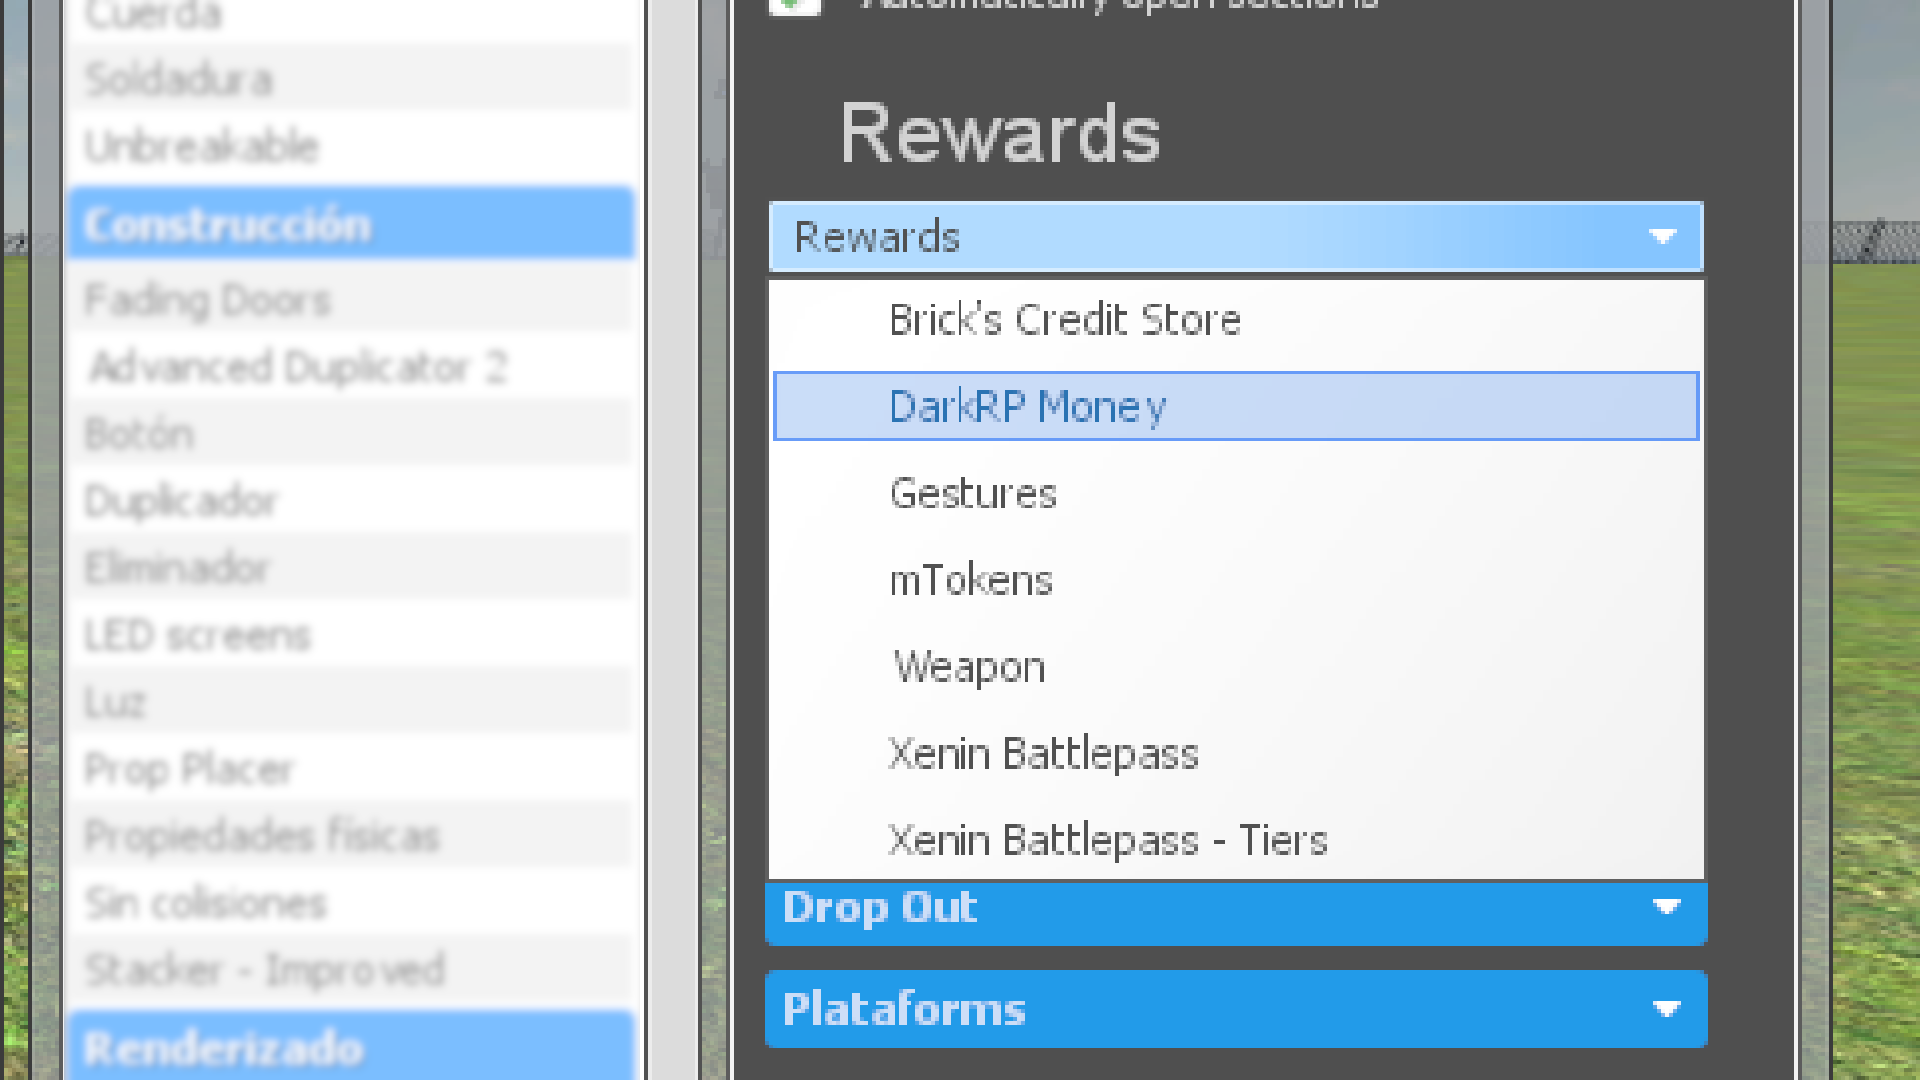 Cuerda
Soldadura
Unbreakable
Construcción
Fading Doors
Advanced Duplicator 2
Botón
Duplicador
Eliminador
LED screens
Luz
Prop Placer
Propiedades físicas
Sin colisiones
Stacker - Improved
Renderizado
Rewards
Rewards
Brick's Credit Store
DarkRP Money
Gestures
mTokens
Weapon
Xenin Battlepass
Xenin Battlepass - Tiers
Drop Out
Plataforms